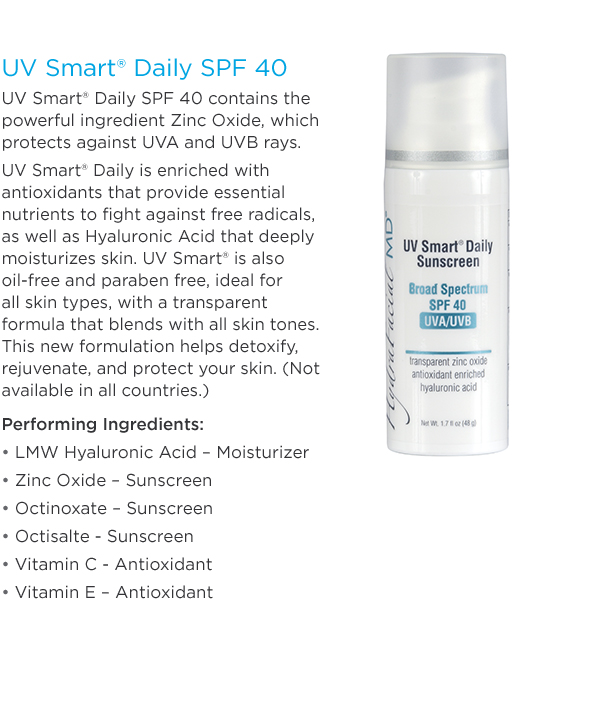 UV Smart® Daily SPF 40
UV Smart® Daily SPF 40 contains the
powerful ingredient Zinc Oxide, which
protects against UVA and UVB rays.
UV Smart® Daily is enriched with
antioxidants that provide essential
nutrients to fight against free radicals,
as well as Hyaluronic Acid that deeply
moisturizes skin. UV Smart® is also
oil-free and paraben free, ideal for
all skin types, with a transparent
formula that blends with all skin tones.
This new formulation helps detoxify,
rejuvenate, and protect your skin. (Not
available in all countries.)
Performing Ingredients:
• LMW Hyaluronic Acid – Moisturizer
• Zinc Oxide – Sunscreen
• Octinoxate – Sunscreen
• Octisalte - Sunscreen
• Vitamin C - Antioxidant
• Vitamin E – Antioxidant
HydraFacial MD®
UV Smart® Daily
Sunscreen
Broad Spectrum
SPF 40
UVA/UVB
transparent zinc oxide
antioxidant enriched
hyaluronic acid
Net Wt. 1.7 fl oz (48 g)